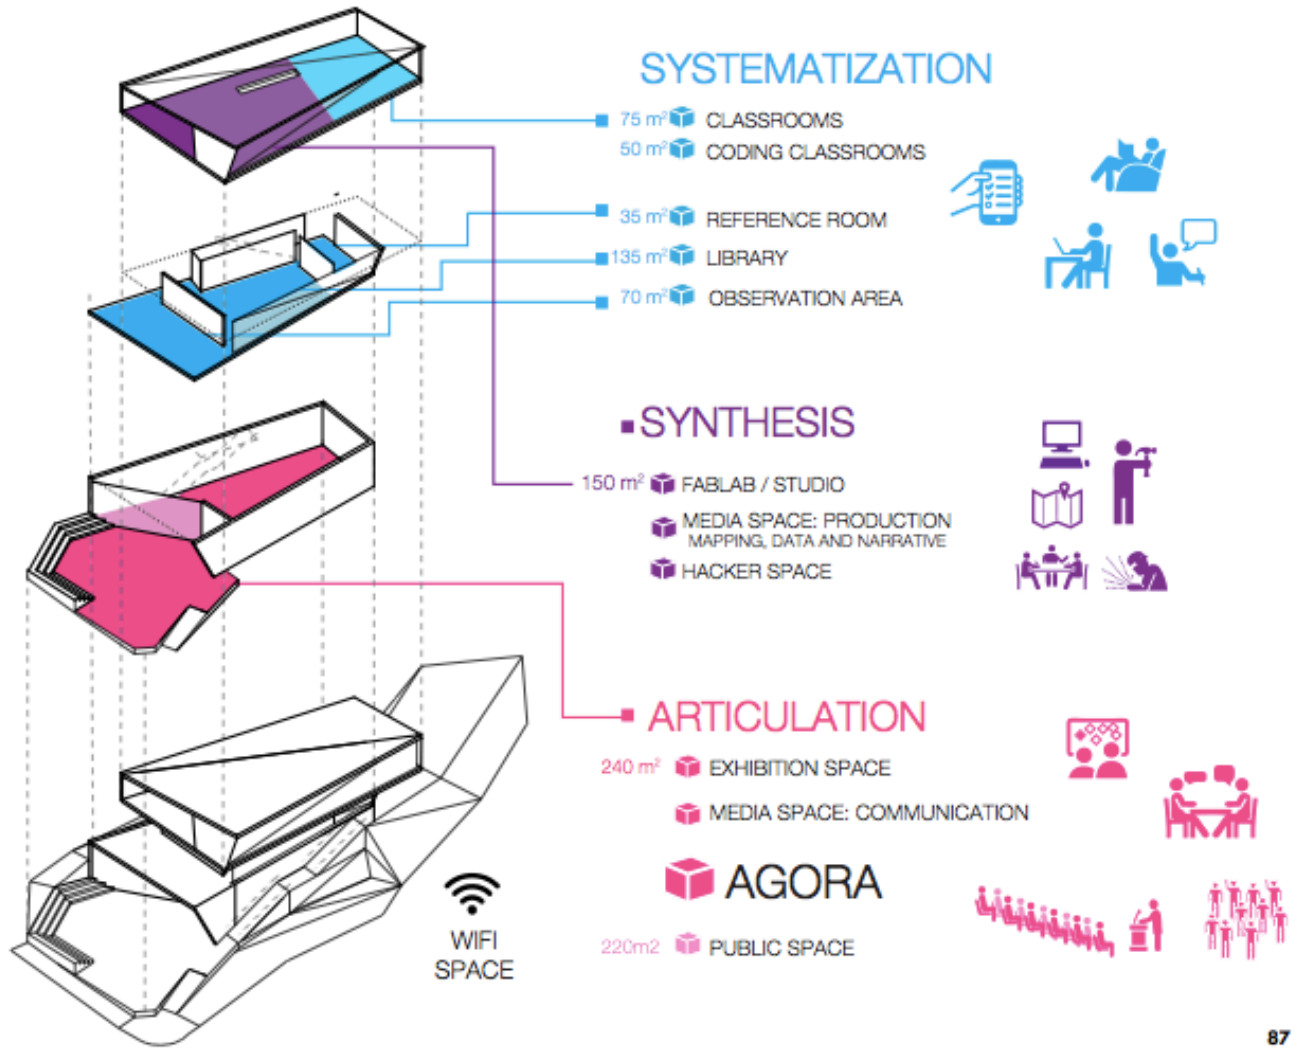 SYSTEMATIZATION
75 m² CLASSROOMS
50 m² CODING CLASSROOMS
35 m² REFERENCE ROOM
135 m² LIBRARY
70 m² OBSERVATION AREA
SYNTHESIS
150 m² FABLAB / STUDIO
MEDIA SPACE: PRODUCTION
MAPPING, DATA AND NARRATIVE
HACKER SPACE
ARTICULATION
240 m² EXHIBITION SPACE
MEDIA SPACE: COMMUNICATION
AGORA
220m2 PUBLIC SPACE
WIFI
SPACE
87